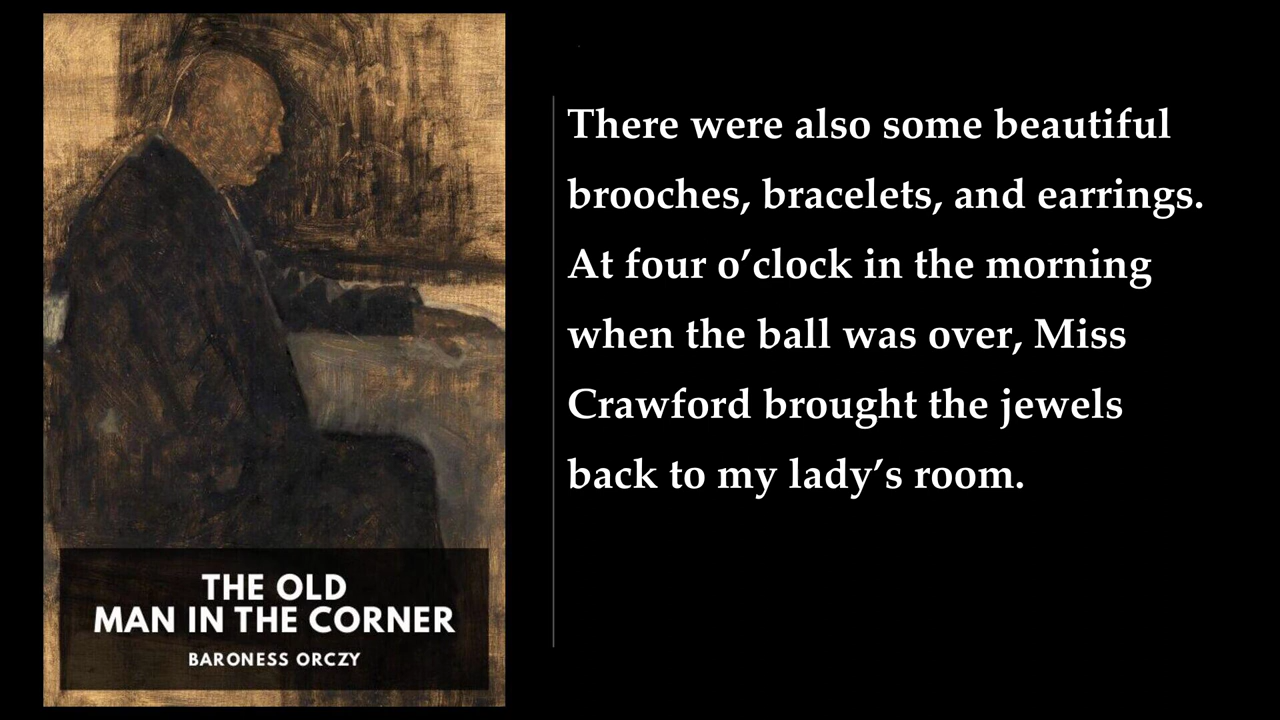 THE OLD
MAN IN THE CORNER
BARONESS ORCZY
There were also some beautiful
brooches, bracelets, and earrings.
At four o’clock in the morning
when the ball was over, Miss
Crawford brought the jewels
back to my lady’s room.